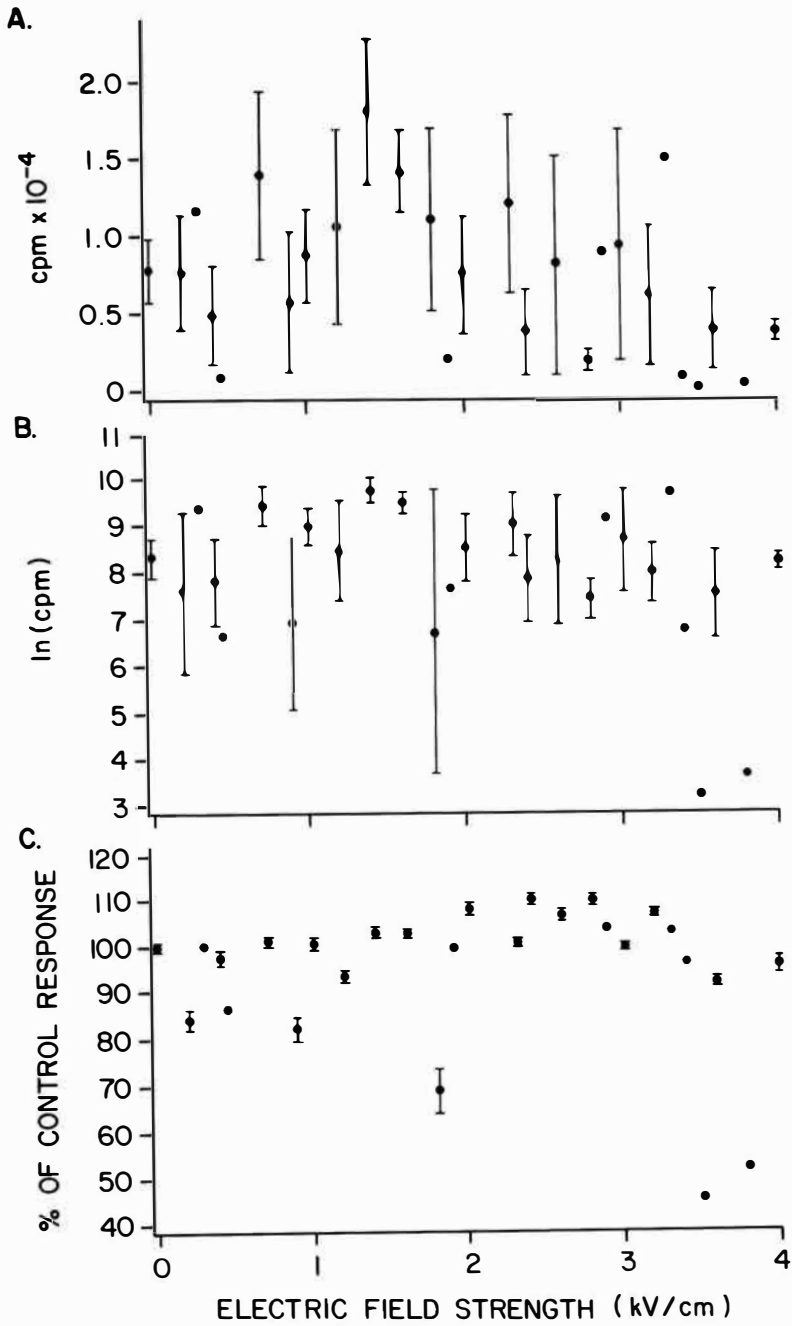 A.
cpm x 10⁻⁴
2.0
1.5
1.0
0.5
0
B.
ln (cpm)
11
10
9
8
7
6
5
4
3
C.
% OF CONTROL RESPONSE
120
110
100
90
80
70
60
50
40
0 1 2 3 4
ELECTRIC FIELD STRENGTH (kV/cm)